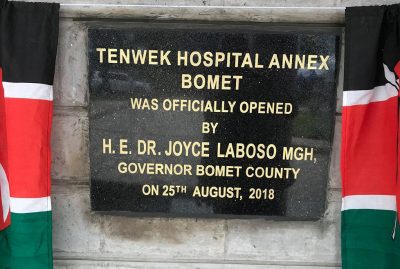 TENWEK HOSPITAL ANNEX
BOMET
WAS OFFICIALLY OPENED
BY
H. E. DR. JOYCE LABOSO MGH,
GOVERNOR BOMET COUNTY
ON 25TH AUGUST, 2018